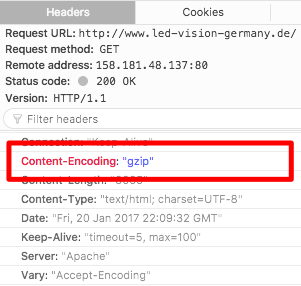 Headers Cookies
Request URL: http://www.led-vision-germany.de/
Request method: GET
Remote address: 158.181.48.137:80
Status code: 200 OK
Version: HTTP/1.1
Filter headers
Connection: "Keep-Alive"
Content-Encoding: "gzip"
Content-Length:
Content-Type: "text/html; charset=UTF-8"
Date: "Fri, 20 Jan 2017 22:09:32 GMT"
Keep-Alive: "timeout=5, max=100"
Server: "Apache"
Vary: "Accept-Encoding"